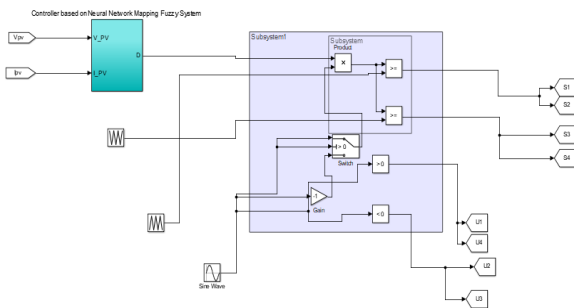 Controller based on Neural Network Mapping Fuzzy System
Vpv
Ipv
V_PV
I_PV
D
Subsystem1
Subsystem
Product
×
>=
>=
S1
S2
S3
S4
> 0
Switch
-1
Gain
> 0
< 0
U1
U4
U2
U3
Sine Wave